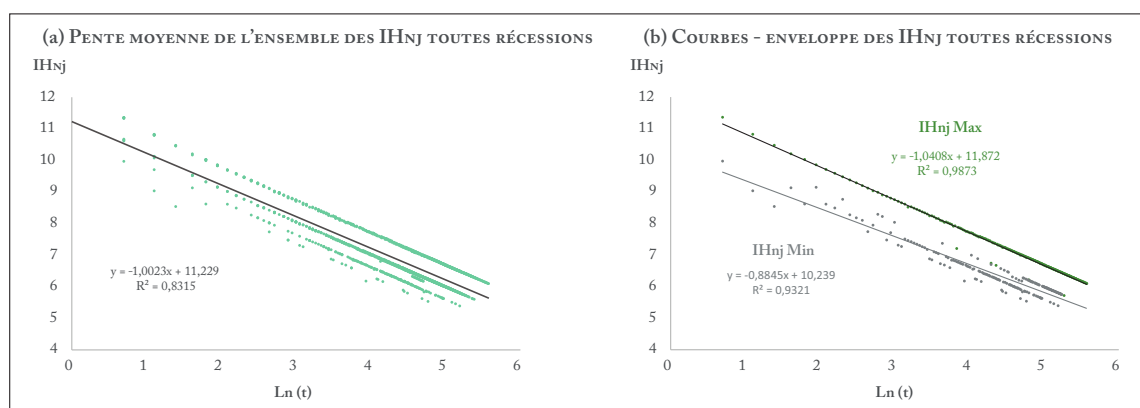 (a) Pente moyenne de l'ensemble des IHnj toutes récessions
IHnj
12
11
10
9
8
7
6
5
4
y = -1,0023x + 11,229
R² = 0,8315
0 1 2 3 4 5 6
Ln (t)
(b) Courbes - enveloppe des IHnj toutes récessions
IHnj
12
11
10
9
8
7
6
5
4
IHnj Max
y = -1,0408x + 11,872
R² = 0,9873
IHnj Min
y = -0,8845x + 10,239
R² = 0,9321
0 1 2 3 4 5 6
Ln (t)